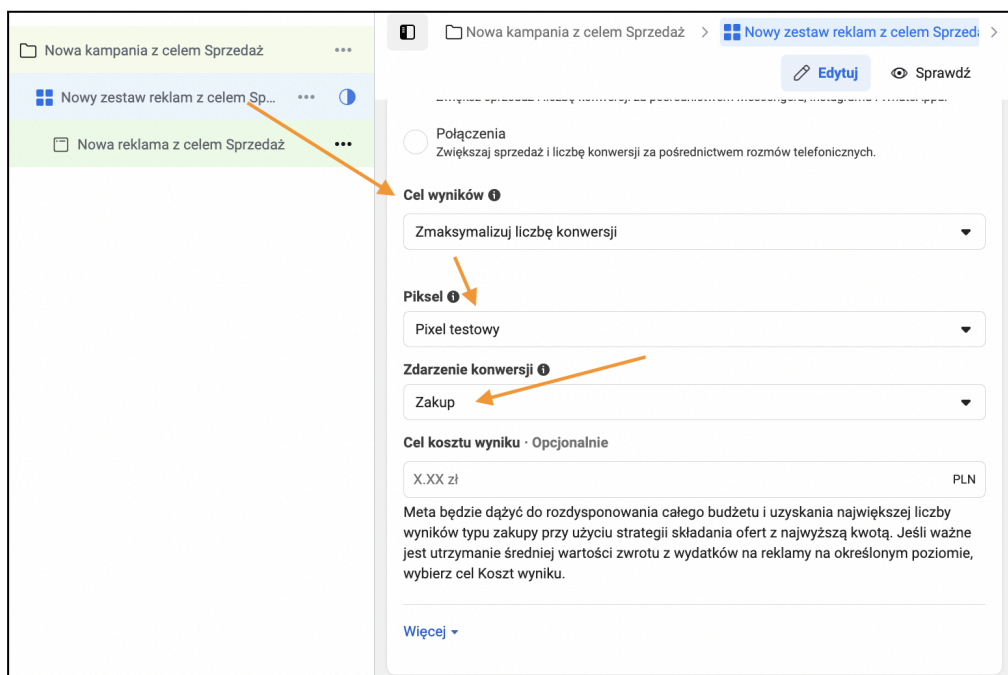 Nowa kampania z celem Sprzedaż
Nowy zestaw reklam z celem Sp...
Nowa reklama z celem Sprzedaż
Nowa kampania z celem Sprzedaż > Nowy zestaw reklam z celem Sprzeda >
Edytuj Sprawdź
Połączenia
Zwiększaj sprzedaż i liczbę konwersji za pośrednictwem rozmów telefonicznych.
Cel wyników
Zmaksymalizuj liczbę konwersji
Piksel
Pixel testowy
Zdarzenie konwersji
Zakup
Cel kosztu wyniku · Opcjonalnie
X.XX zł PLN
Meta będzie dążyć do rozdysponowania całego budżetu i uzyskania największej liczby
wyników typu zakupy przy użyciu strategii składania ofert z najwyższą kwotą. Jeśli ważne
jest utrzymanie średniej wartości zwrotu z wydatków na reklamy na określonym poziomie,
wybierz cel Koszt wyniku.
Więcej